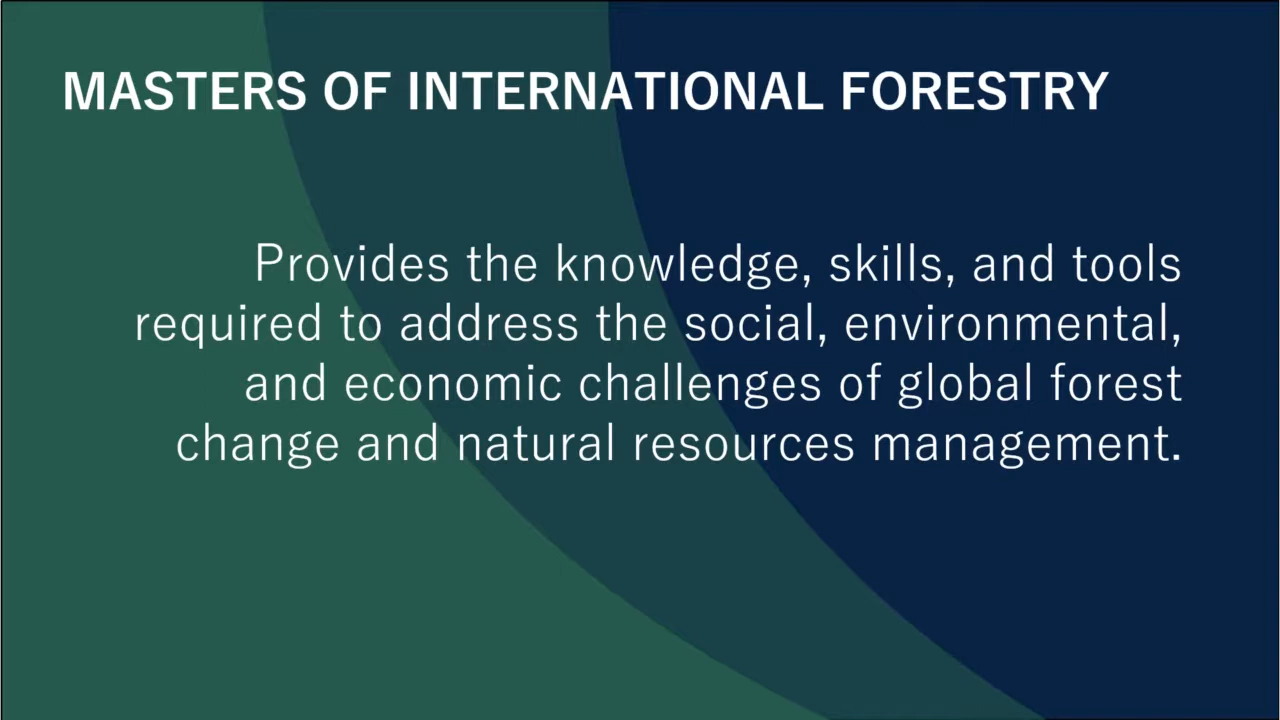 MASTERS OF INTERNATIONAL FORESTRY
Provides the knowledge, skills, and tools
required to address the social, environmental,
and economic challenges of global forest
change and natural resources management.